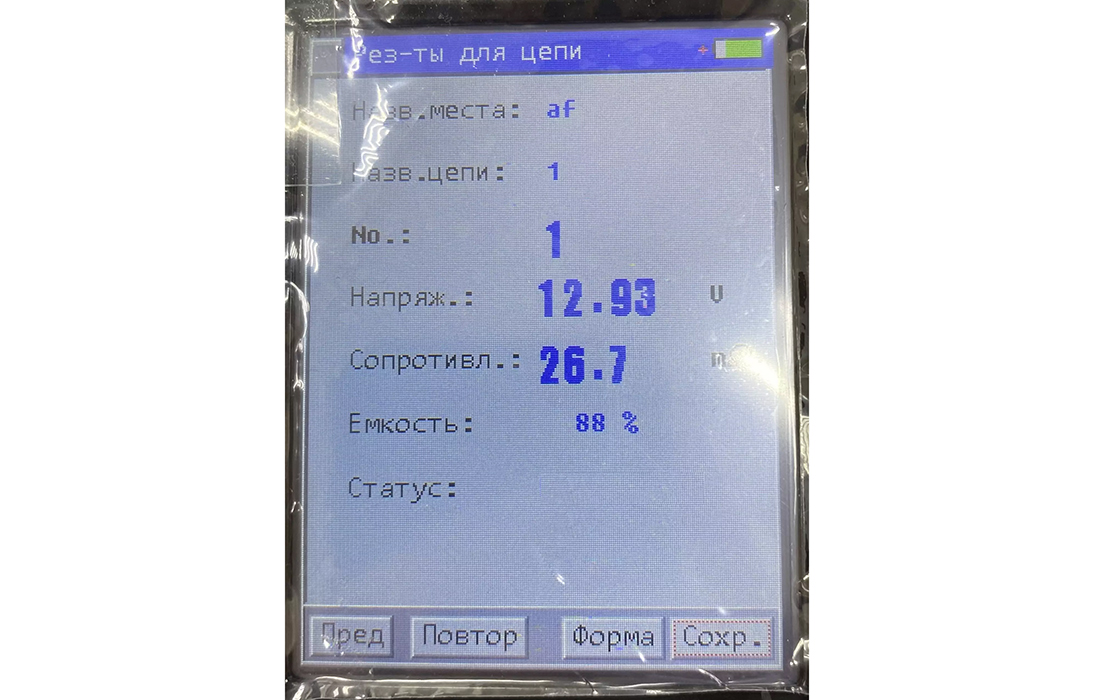 Рез-ты для цепи
Назв.места: af
Назв.цепи: 1
No.: 1
Напряж.: 12.93 V
Сопротивл.: 26.7
Емкость: 88 %
Статус:
Пред Повтор Форма Сохр.